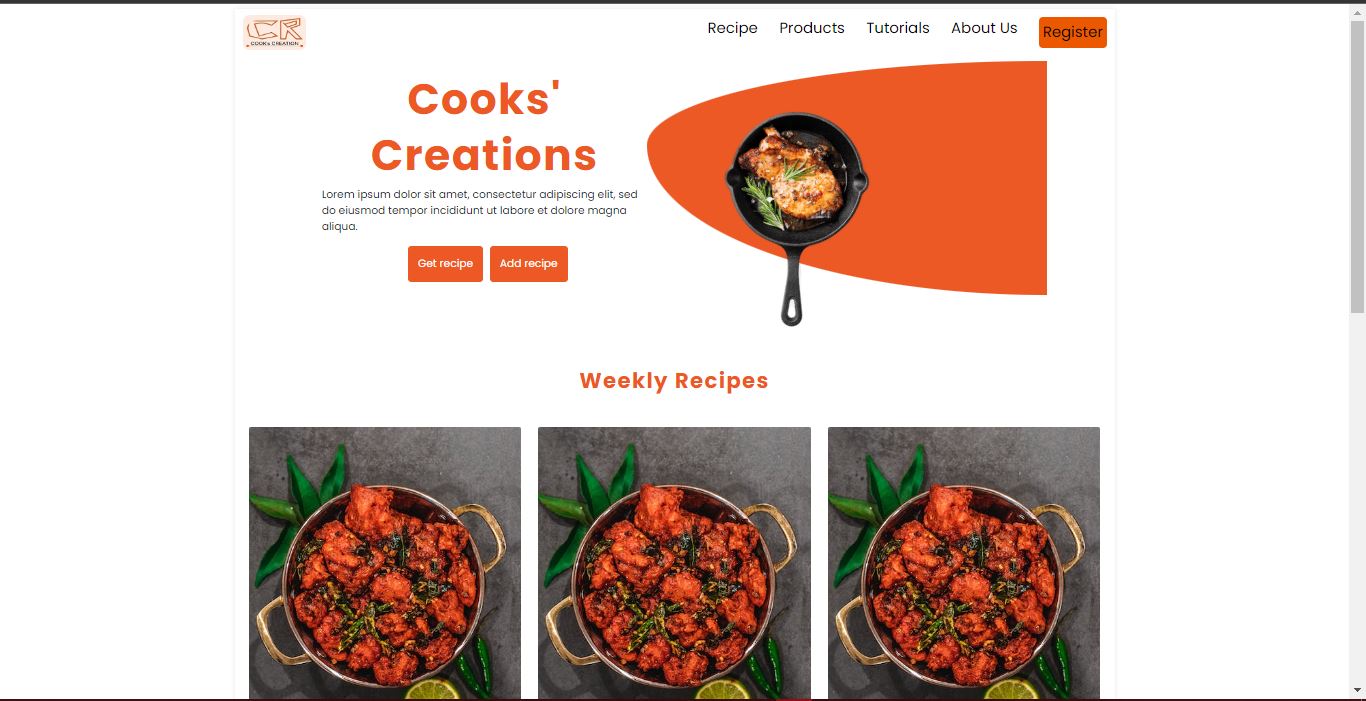 CR
COOKs CREATION
Recipe Products Tutorials About Us Register
Cooks'
Creations
Lorem ipsum dolor sit amet, consectetur adipiscing elit, sed
do eiusmod tempor incididunt ut labore et dolore magna
aliqua.
Get recipe Add recipe
Weekly Recipes